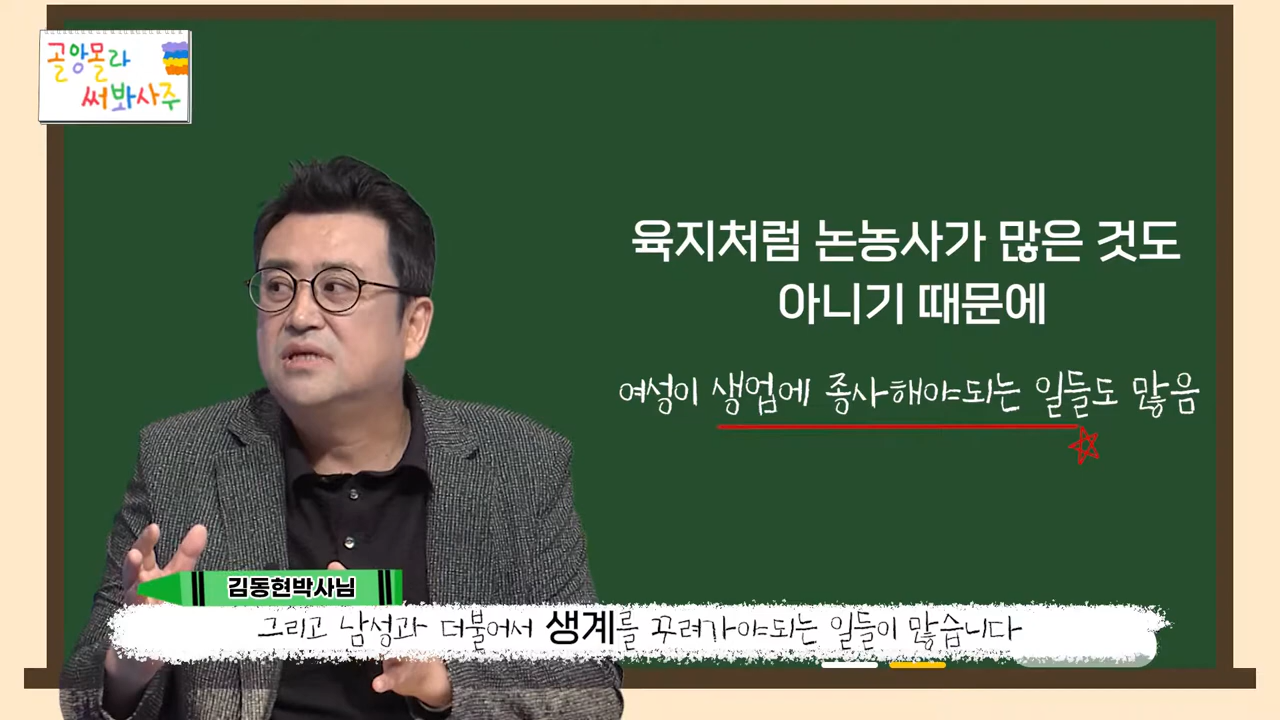 골앙몰라
써봐사주
육지처럼 논농사가 많은 것도
아니기 때문에
여성이 생업에 종사해야되는 일들도 많음
김동현박사님
그리고 남성과 더불어서 생계를 꾸려가야되는 일들이 많습니다